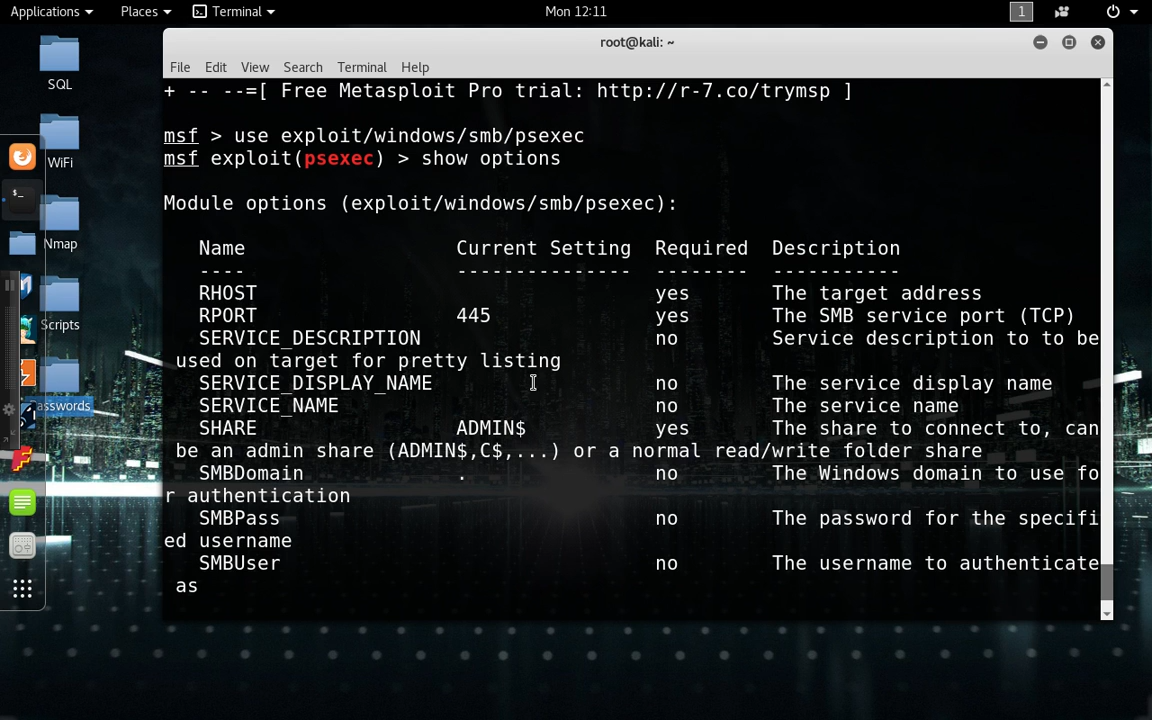 Applications Places Terminal Mon 12:11 1
root@kali: ~
File Edit View Search Terminal Help
SQL
WiFi
Nmap
Scripts
asswords
+ -- --=[ Free Metasploit Pro trial: http://r-7.co/trymsp ]
msf > use exploit/windows/smb/psexec
msf exploit(psexec) > show options
Module options (exploit/windows/smb/psexec):
Name Current Setting Required Description
---- --------------- -------- -----------
RHOST yes The target address
RPORT 445 yes The SMB service port (TCP)
SERVICE_DESCRIPTION no Service description to to be
used on target for pretty listing
SERVICE_DISPLAY_NAME no The service display name
SERVICE_NAME no The service name
SHARE ADMIN$ yes The share to connect to, can
be an admin share (ADMIN$,C$,...) or a normal read/write folder share
SMBDomain . no The Windows domain to use fo
r authentication
SMBPass no The password for the specifi
ed username
SMBUser no The username to authenticate
as